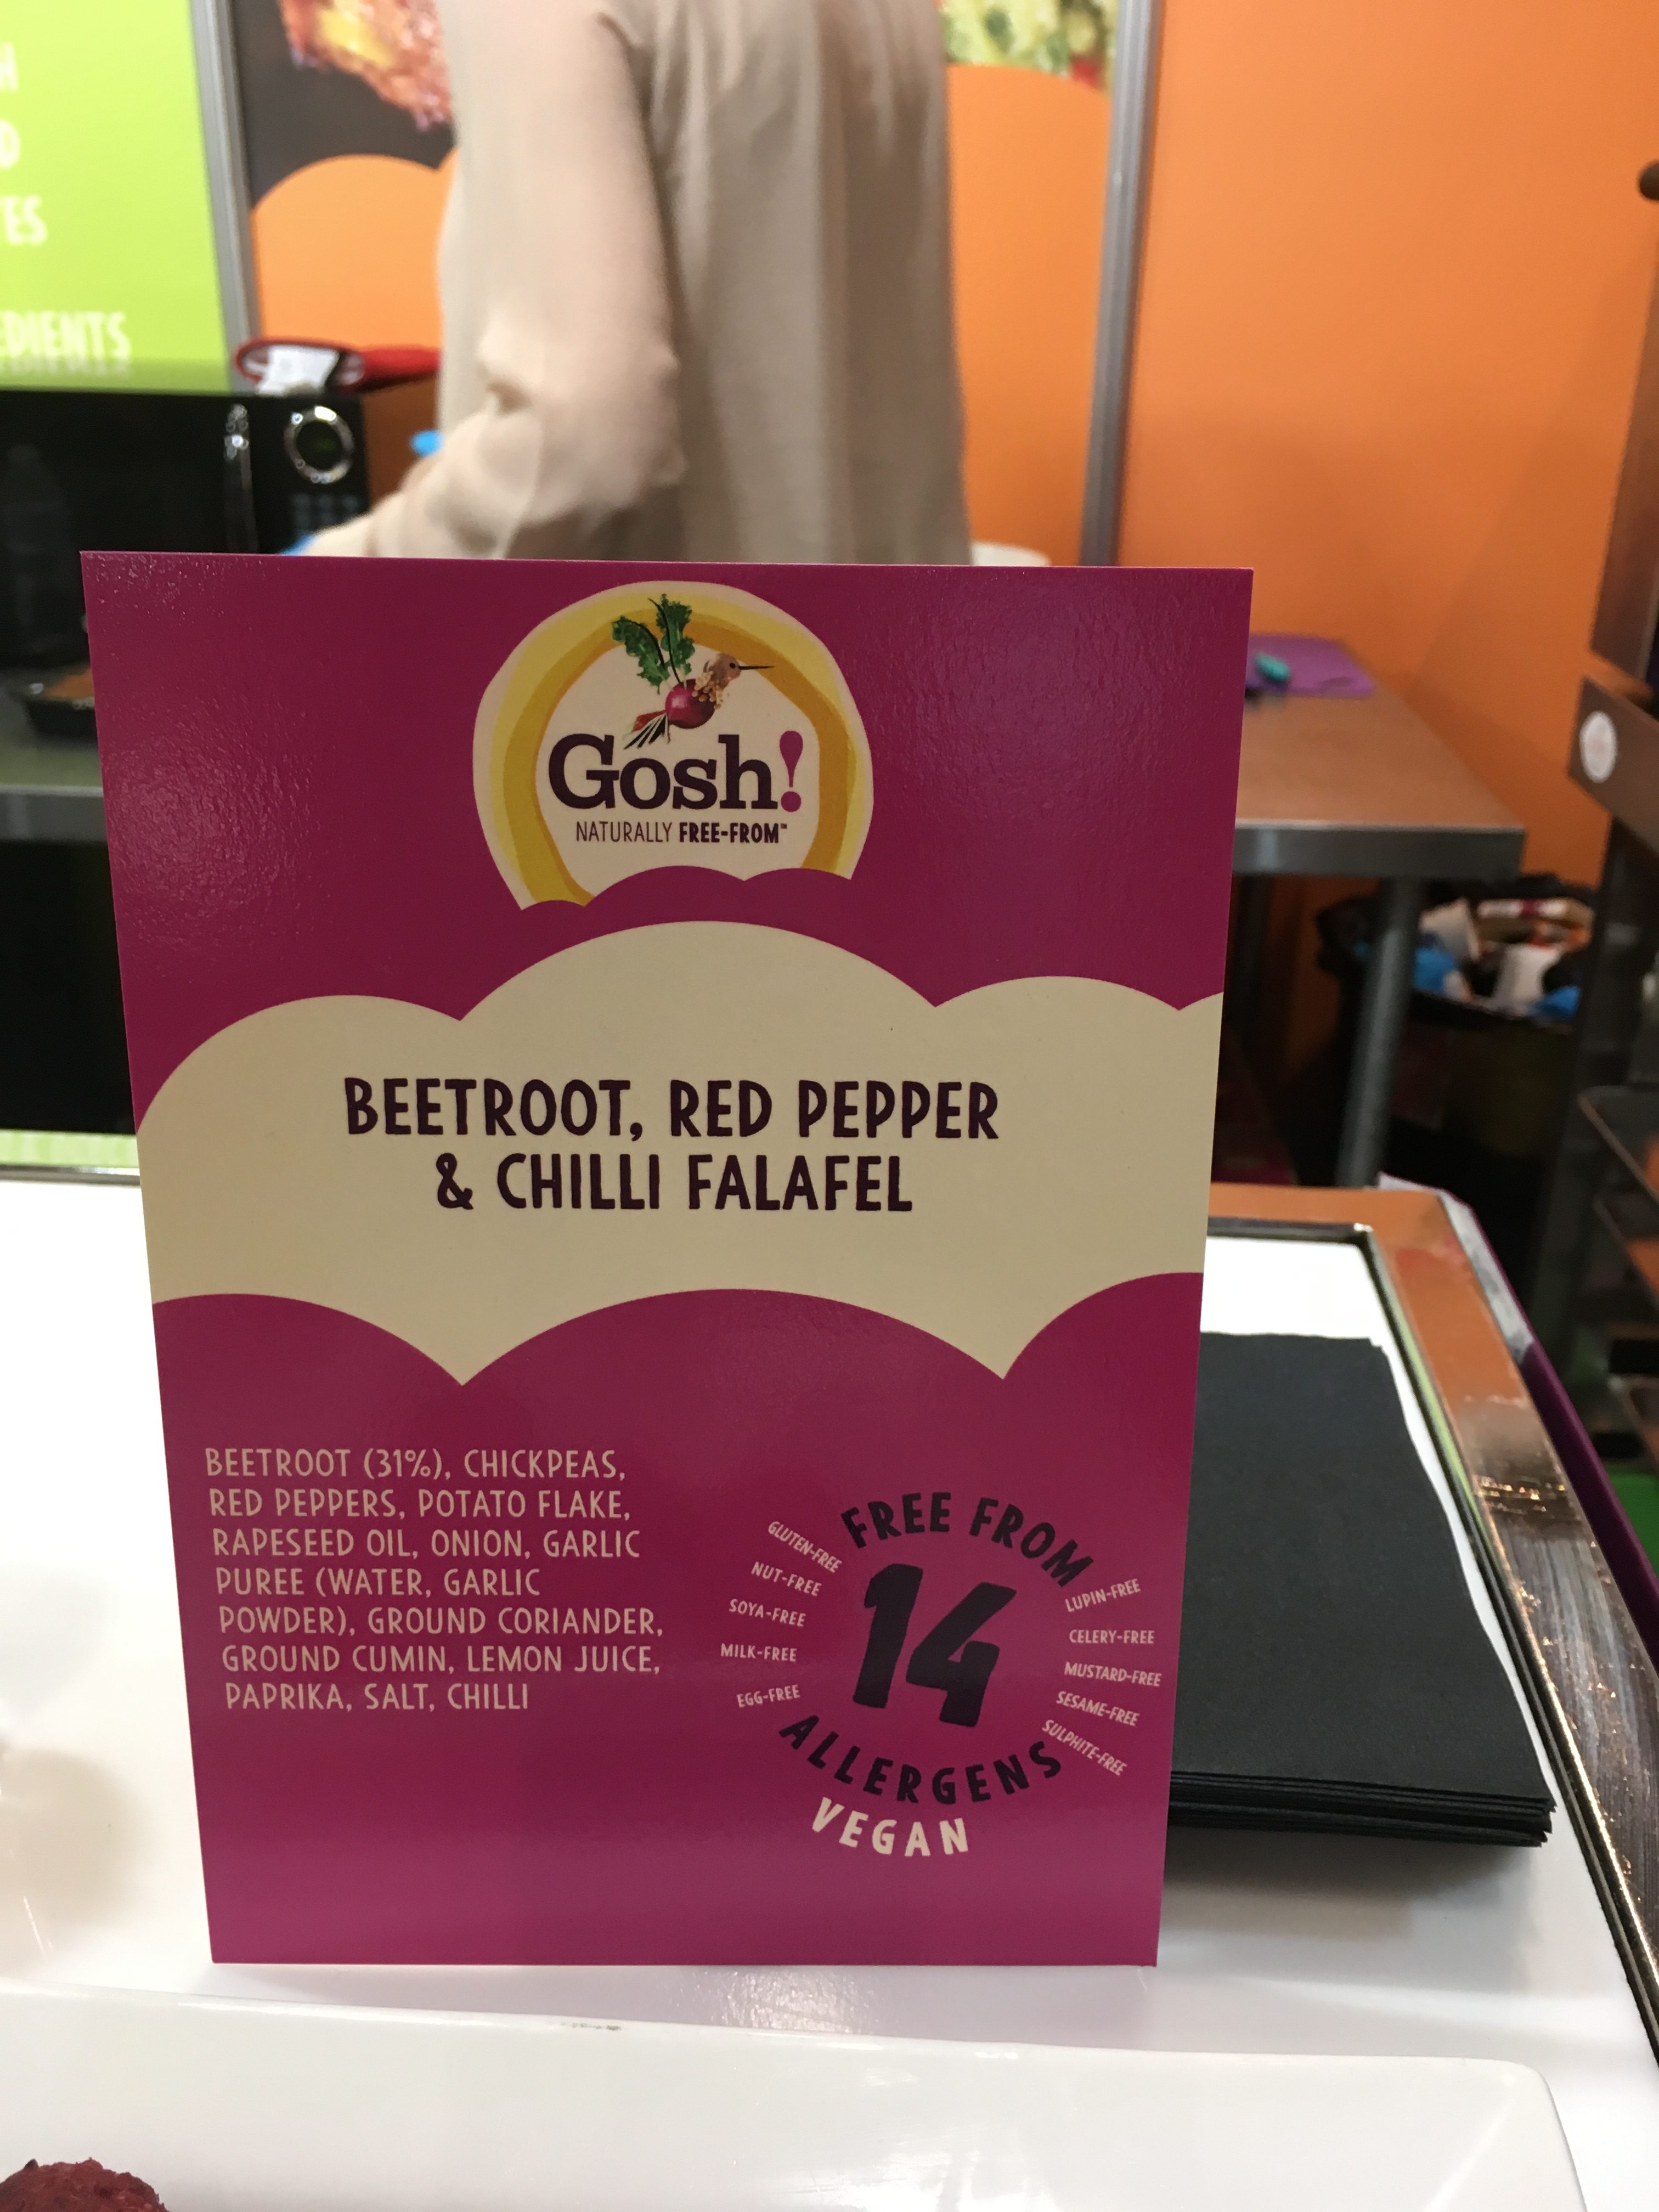 EDIENTS
Gosh!
NATURALLY FREE-FROM™
BEETROOT, RED PEPPER
& CHILLI FALAFEL
BEETROOT (31%), CHICKPEAS,
RED PEPPERS, POTATO FLAKE,
RAPESEED OIL, ONION, GARLIC
PUREE (WATER, GARLIC
POWDER), GROUND CORIANDER,
GROUND CUMIN, LEMON JUICE,
PAPRIKA, SALT, CHILLI
GLUTEN-FREE
NUT-FREE
SOYA-FREE
MILK-FREE
EGG-FREE
FREE FROM
14
ALLERGENS
VEGAN
LUPIN-FREE
CELERY-FREE
MUSTARD-FREE
SESAME-FREE
SULPHITE-FREE